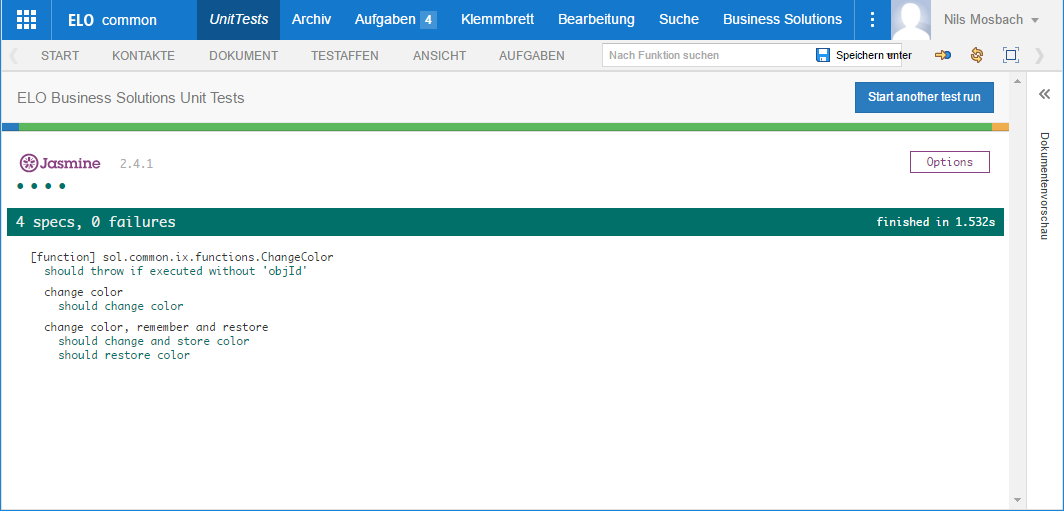 ELO common UnitTests Archiv Aufgaben 4 Klemmbrett Bearbeitung Suche Business Solutions Nils Mosbach
START KONTAKTE DOKUMENT TESTAFFEN ANSICHT AUFGABEN Nach Funktion suchen Speichern unter
ELO Business Solutions Unit Tests Start another test run
Jasmine 2.4.1 Options
4 specs, 0 failures finished in 1.532s
[function] sol.common.ix.functions.ChangeColor
should throw if executed without 'objId'
change color
should change color
change color, remember and restore
should change and store color
should restore color
Dokumentenvorschau